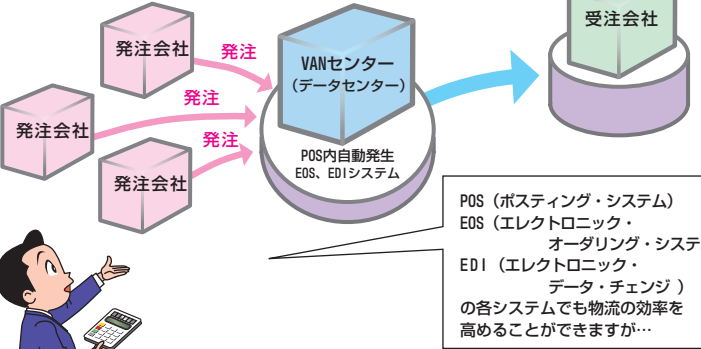 受注会社
発注会社
発注
VANセンター
（データセンター）
発注
発注会社
発注
発注会社
POS内自動発生
EOS、EDIシステム
POS（ポスティング・システム）
EOS（エレクトロニック・
オーダリング・システ
EDI（エレクトロニック・
データ・チェンジ ）
の各システムでも物流の効率を
高めることができますが…